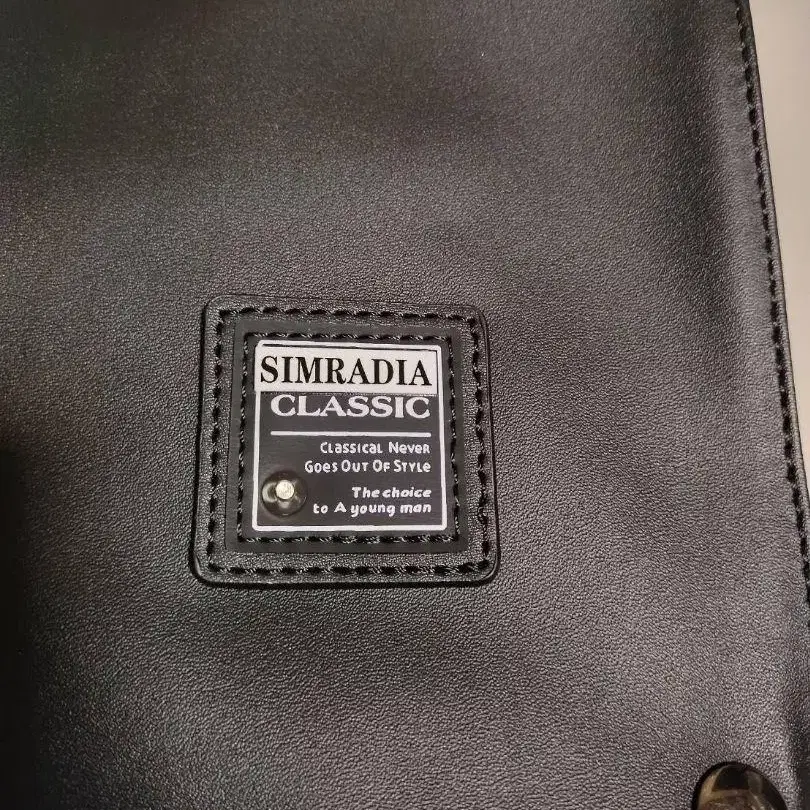 SIMRADIA
CLASSIC
Classical Never
Goes Out Of Style
The choice
to A young man